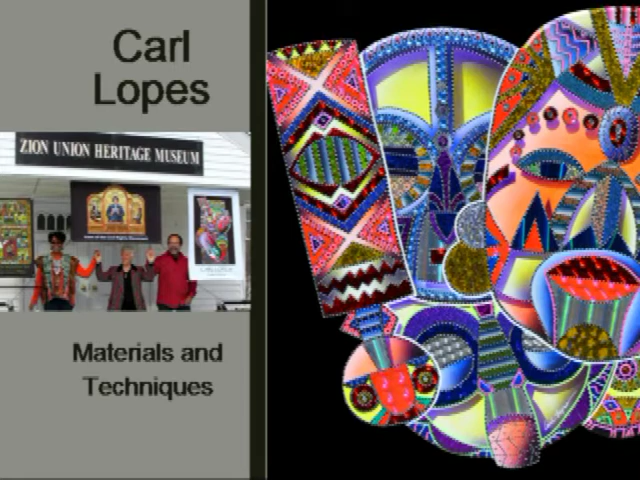 Carl
Lopes
ZION UNION HERITAGE MUSEUM
Materials and
Techniques